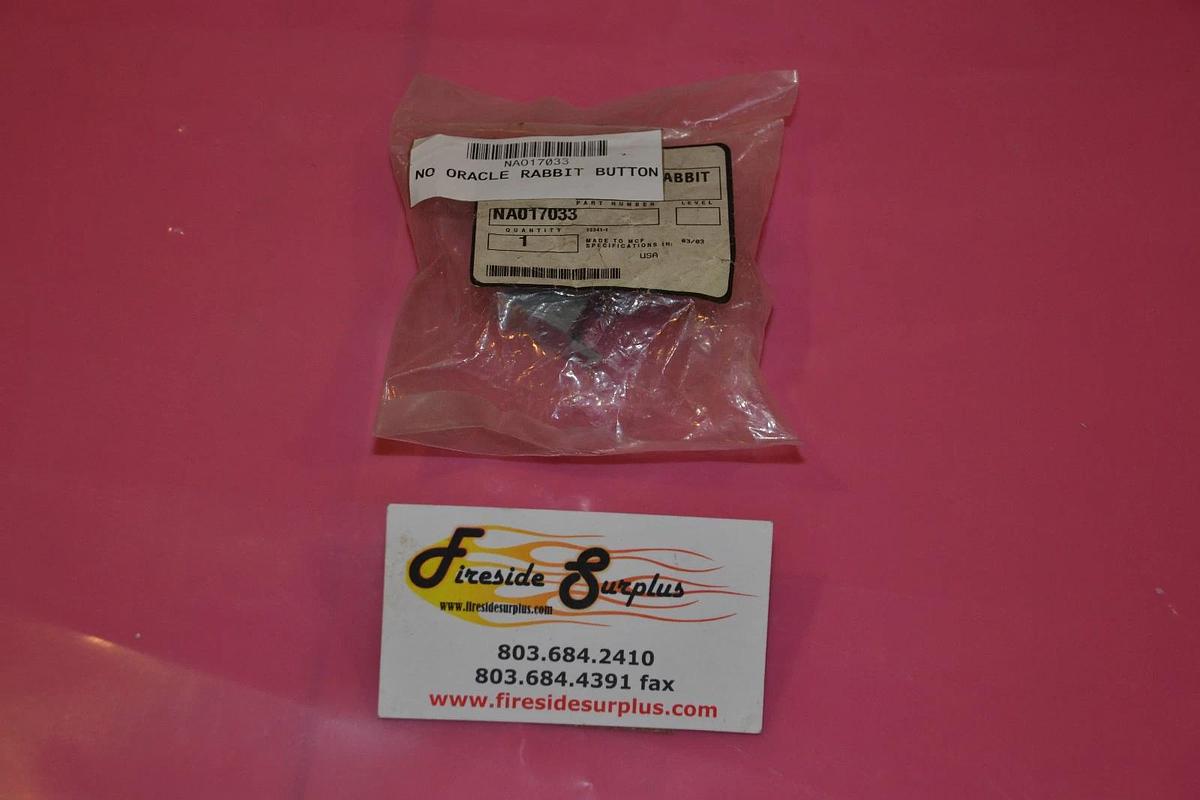 NA017033
NO ORACLE RABBIT BUTTON
ABBIT
PART NUMBER LEVEL
NA017033
QUANTITY
1
MADE TO MCF
SPECIFICATIONS IN: 03/03
USA
Fireside Surplus
www.firesidesurplus.com
803.684.2410
803.684.4391 fax
www.firesidesurplus.com